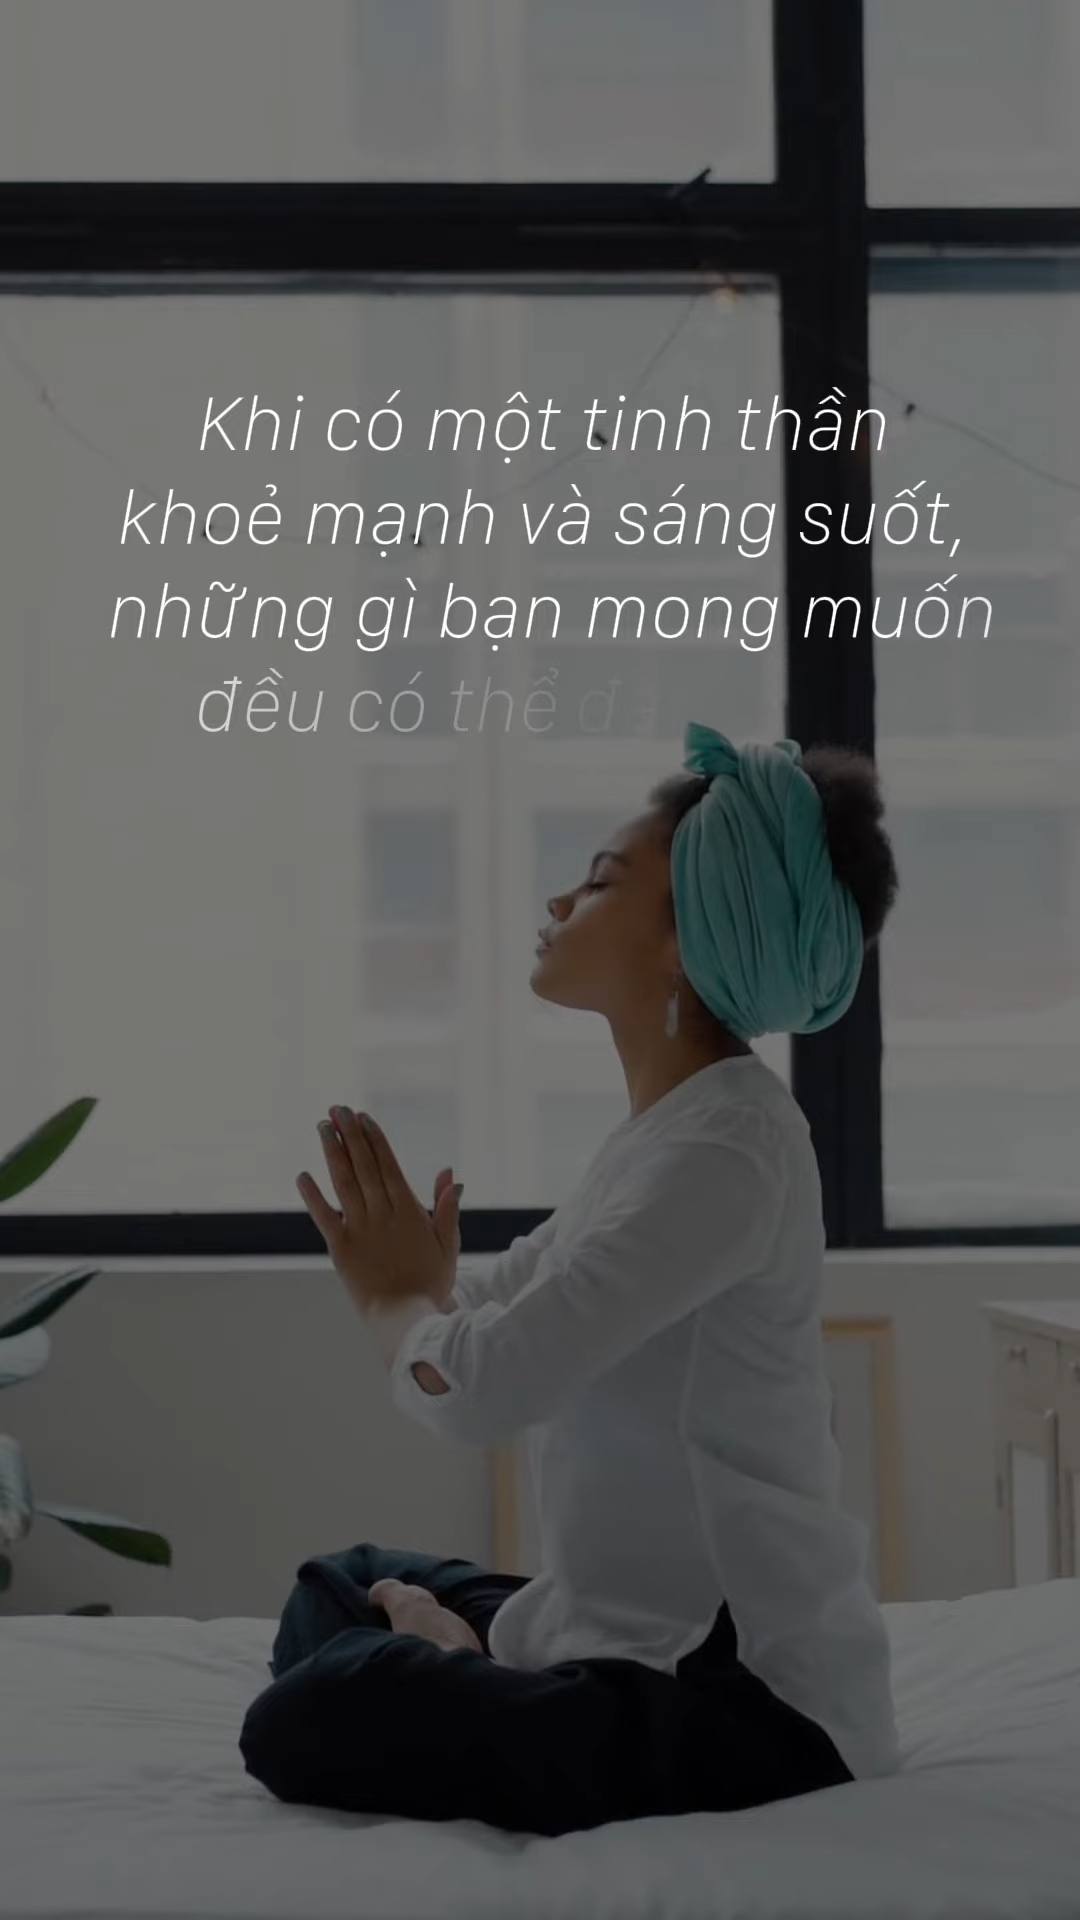 Khi có một tinh thần
khoẻ mạnh và sáng suốt,
những gì bạn mong muốn
đều có thể